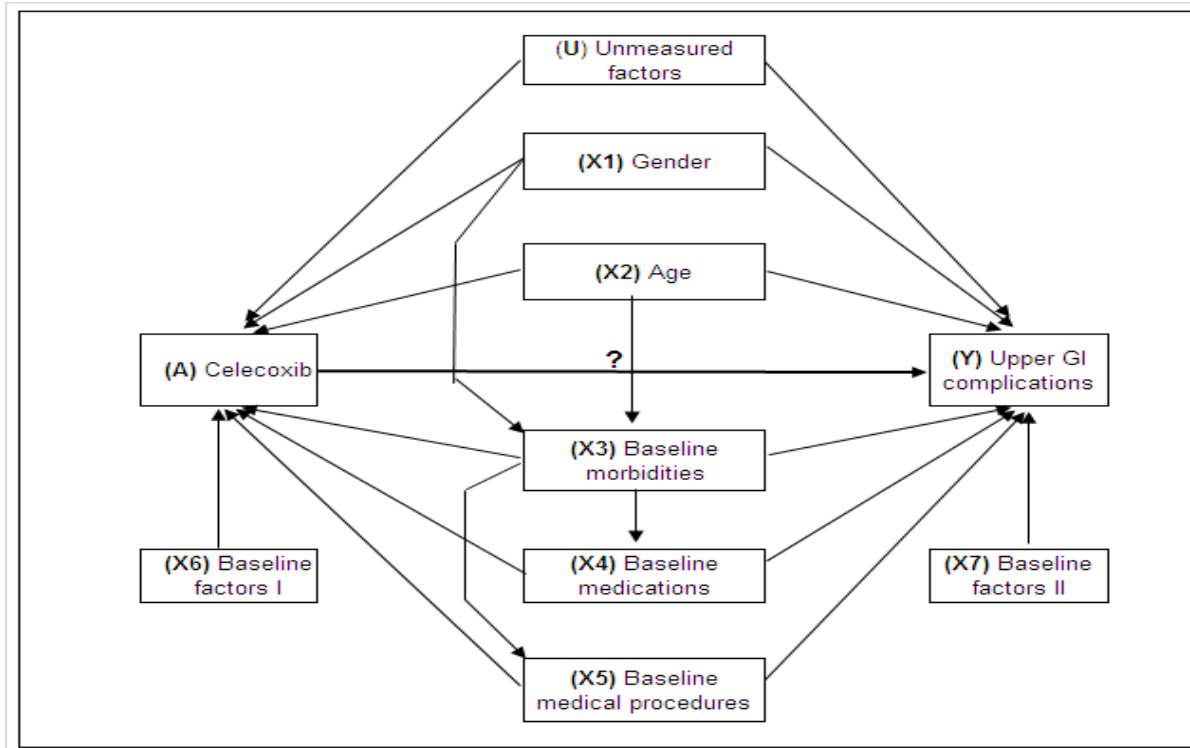 (U) Unmeasured
factors
(X1) Gender
(X2) Age
?
(A) Celecoxib
(Y) Upper GI
complications
(X3) Baseline
morbidities
(X6) Baseline
factors I
(X4) Baseline
medications
(X7) Baseline
factors II
(X5) Baseline
medical procedures